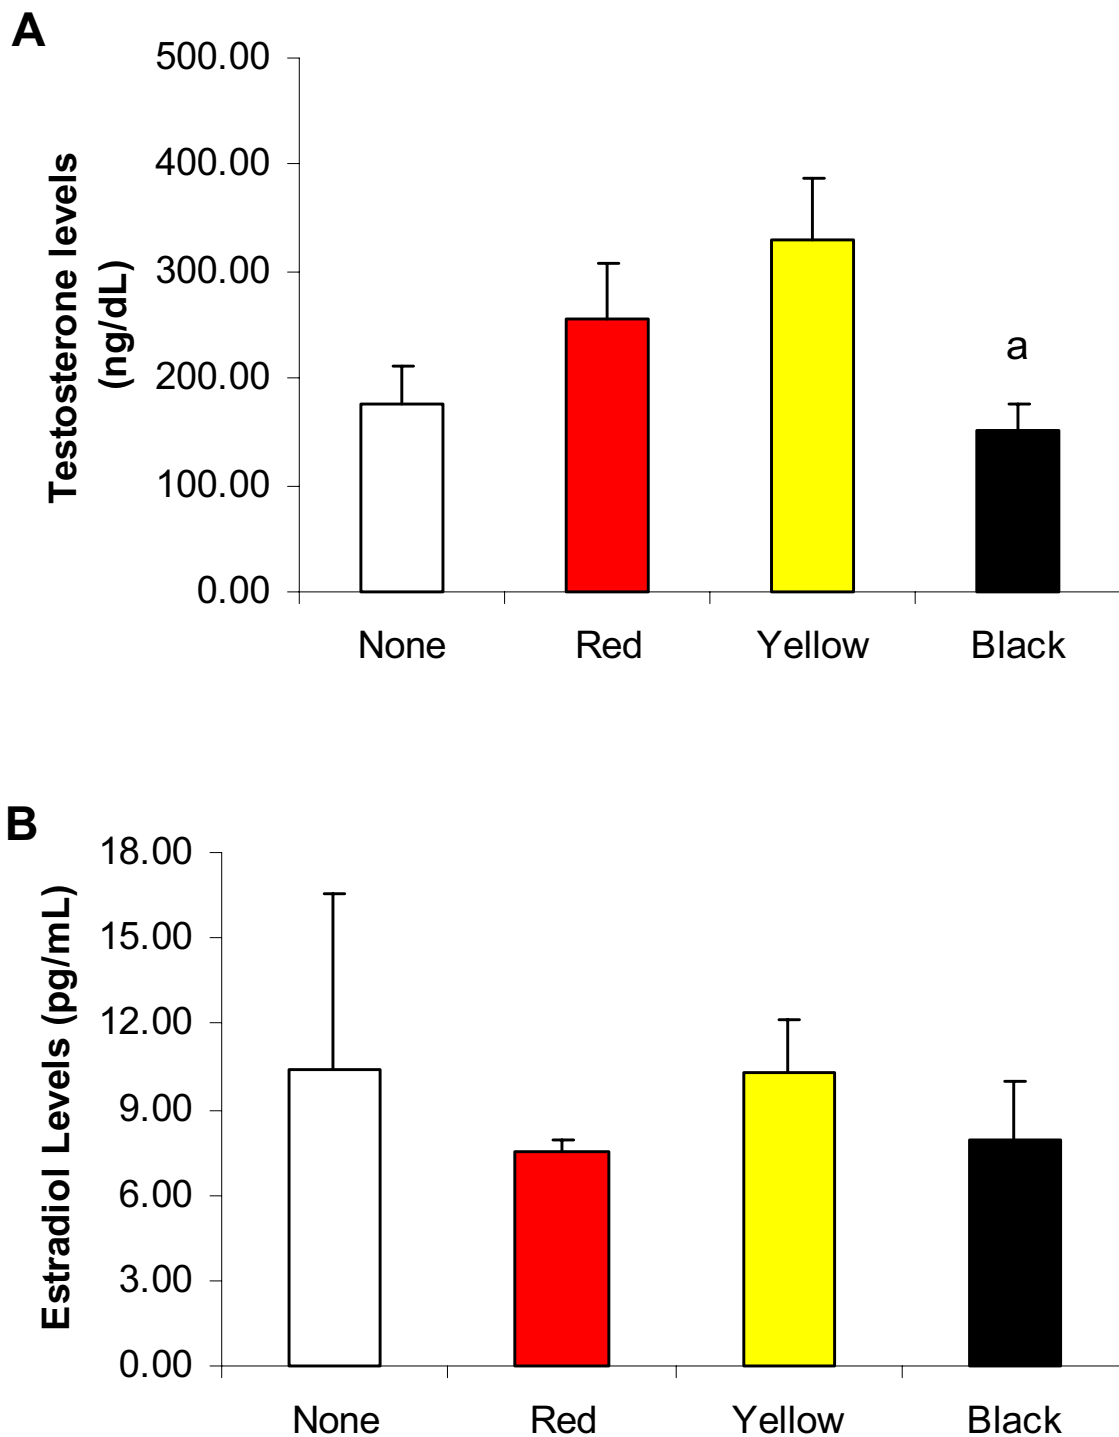 A
500.00
400.00
300.00
200.00
100.00
0.00
Testosterone levels
(ng/dL)
a
None Red Yellow Black
B
18.00
15.00
12.00
9.00
6.00
3.00
0.00
Estradiol Levels (pg/mL)
None Red Yellow Black